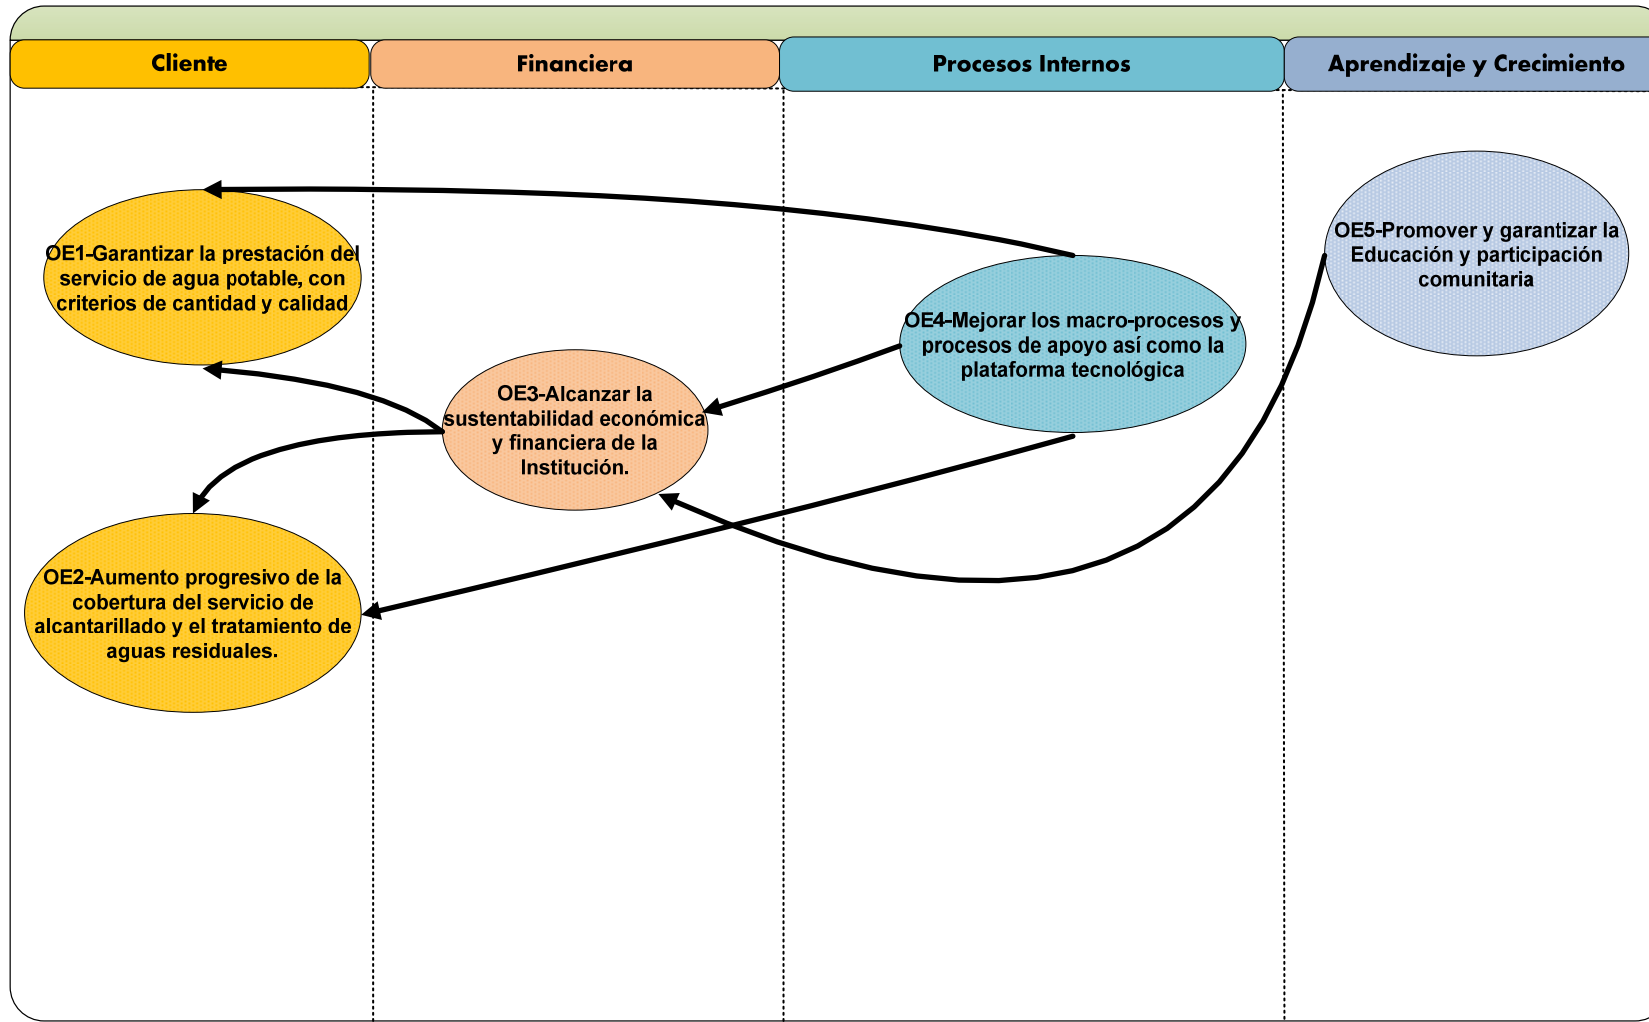 Cliente
Financiera
Procesos Internos
Aprendizaje y Crecimiento
OE1-Garantizar la prestación del
servicio de agua potable, con
criterios de cantidad y calidad
OE2-Aumento progresivo de la
cobertura del servicio de
alcantarillado y el tratamiento de
aguas residuales.
OE3-Alcanzar la
sustentabilidad económica
y financiera de la
Institución.
OE4-Mejorar los macro-procesos y
procesos de apoyo así como la
plataforma tecnológica
OE5-Promover y garantizar la
Educación y participación
comunitaria